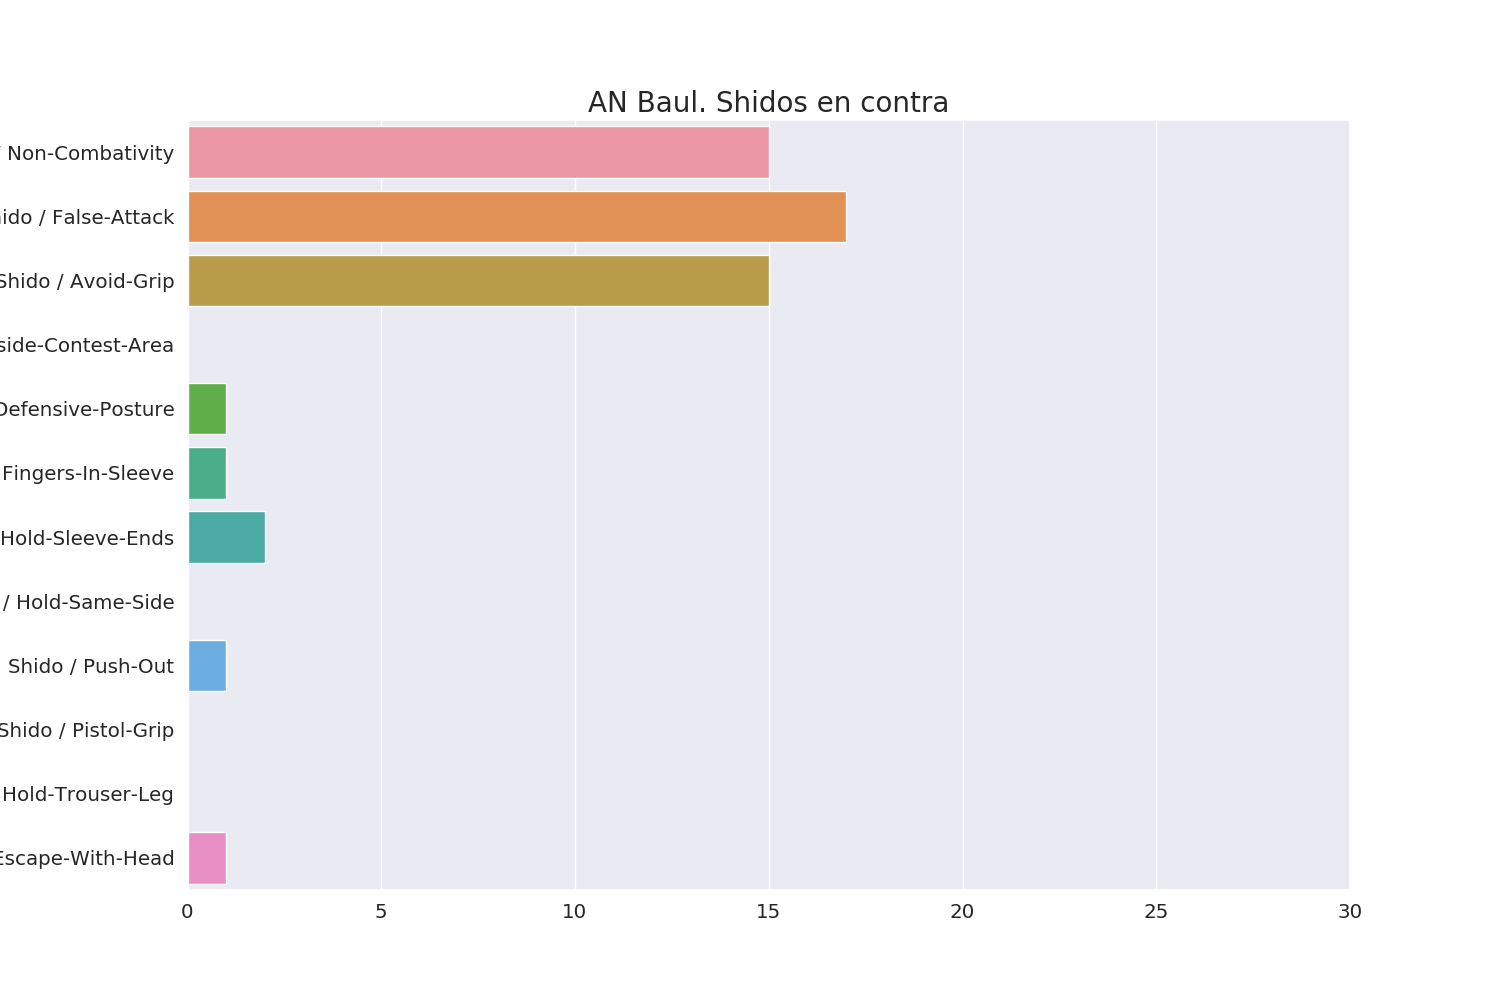 AN Baul. Shidos en contra
/ Non-Combativity
ido / False-Attack
Shido / Avoid-Grip
side-Contest-Area
Defensive-Posture
Fingers-In-Sleeve
Hold-Sleeve-Ends
/ Hold-Same-Side
Shido / Push-Out
Shido / Pistol-Grip
Hold-Trouser-Leg
Escape-With-Head
0 5 10 15 20 25 30